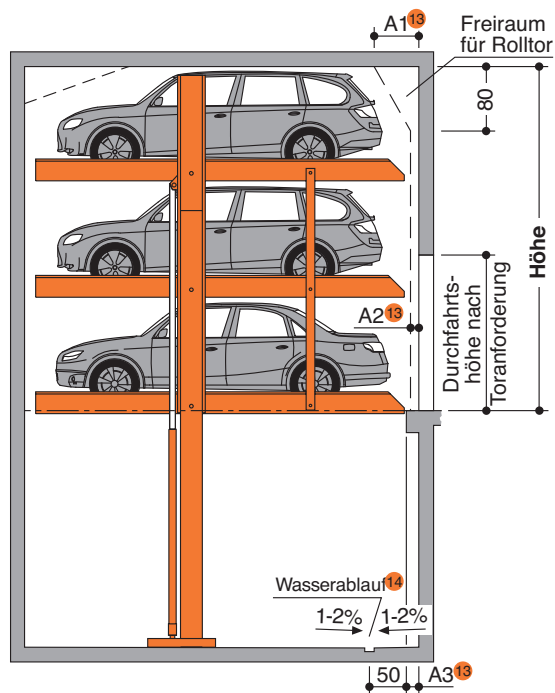 A1 13
Freiraum
für Rolltor
80
Höhe
Durchfahrts-
höhe nach
Toranforderung
A2 13
Wasserablauf 14
1-2% 1-2%
50 A3 13